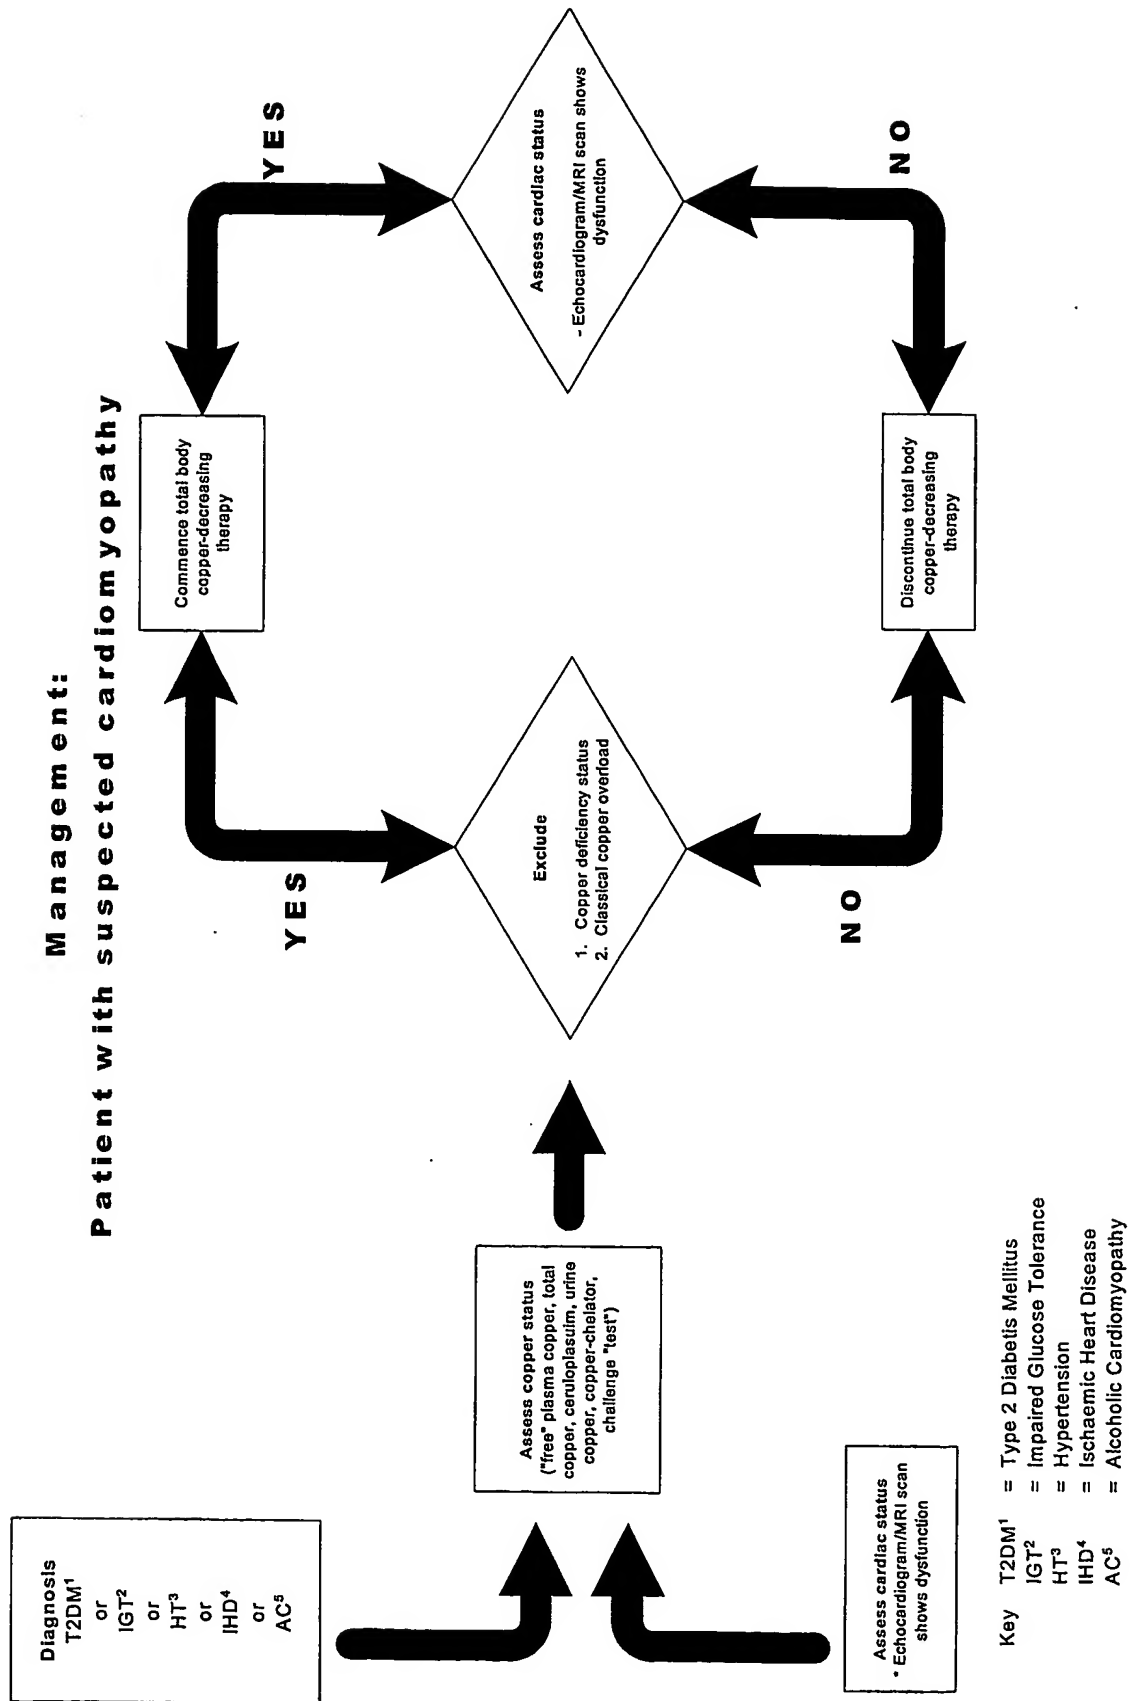 Management:
Patient with suspected cardiomyopathy
Diagnosis
T2DM¹
or
IGT²
or
HT³
or
IHD⁴
or
AC⁵
Assess cardiac status
* Echocardiogram/MRI scan
shows dysfunction
Assess copper status
("free" plasma copper, total
copper, ceruloplasuim, urine
copper, copper-chelator,
challenge "test")
Exclude
1. Copper deficiency status
2. Classical copper overload
YES
NO
Commence total body
copper-decreasing
therapy
Discontinue total body
copper-decreasing
therapy
YES
NO
Assess cardiac status
- Echocardiogram/MRI scan shows
dysfunction
Key T2DM¹ = Type 2 Diabetis Mellitus
IGT² = Impaired Glucose Tolerance
HT³ = Hypertension
IHD⁴ = Ischaemic Heart Disease
AC⁵ = Alcoholic Cardiomyopathy